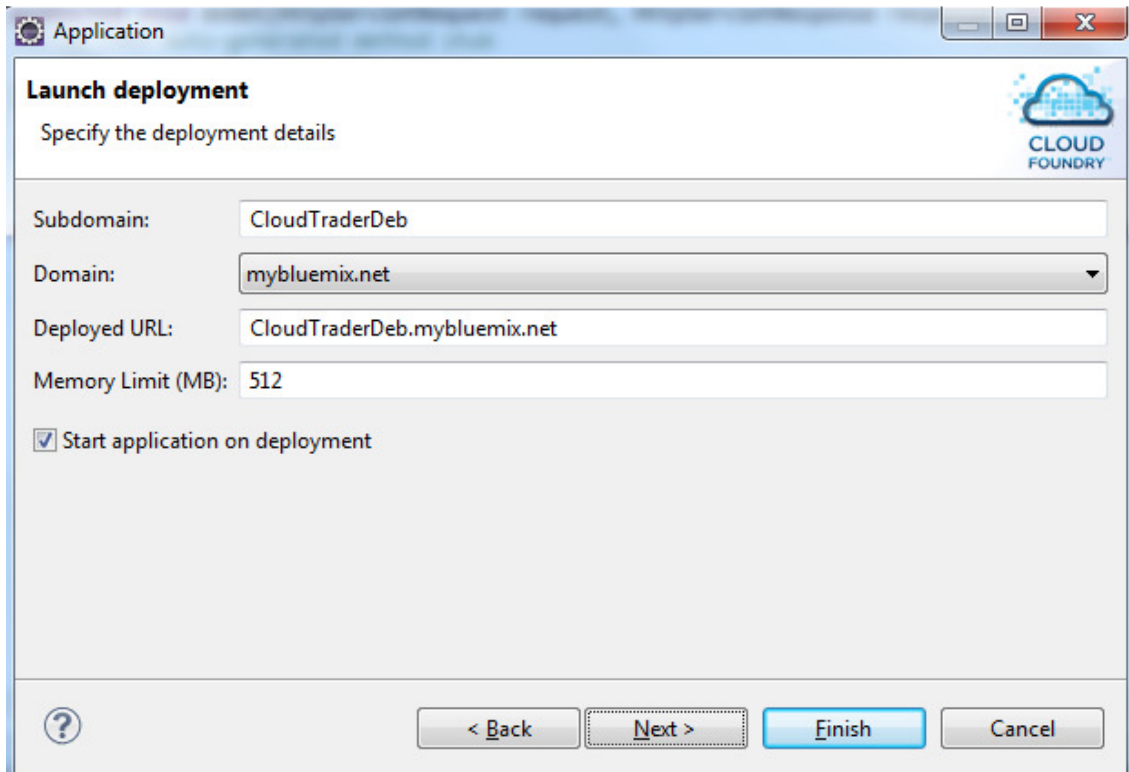 Application
Launch deployment
Specify the deployment details
CLOUD
FOUNDRY
Subdomain: CloudTraderDeb
Domain: mybluemix.net
Deployed URL: CloudTraderDeb.mybluemix.net
Memory Limit (MB): 512
Start application on deployment
? < Back Next > Finish Cancel